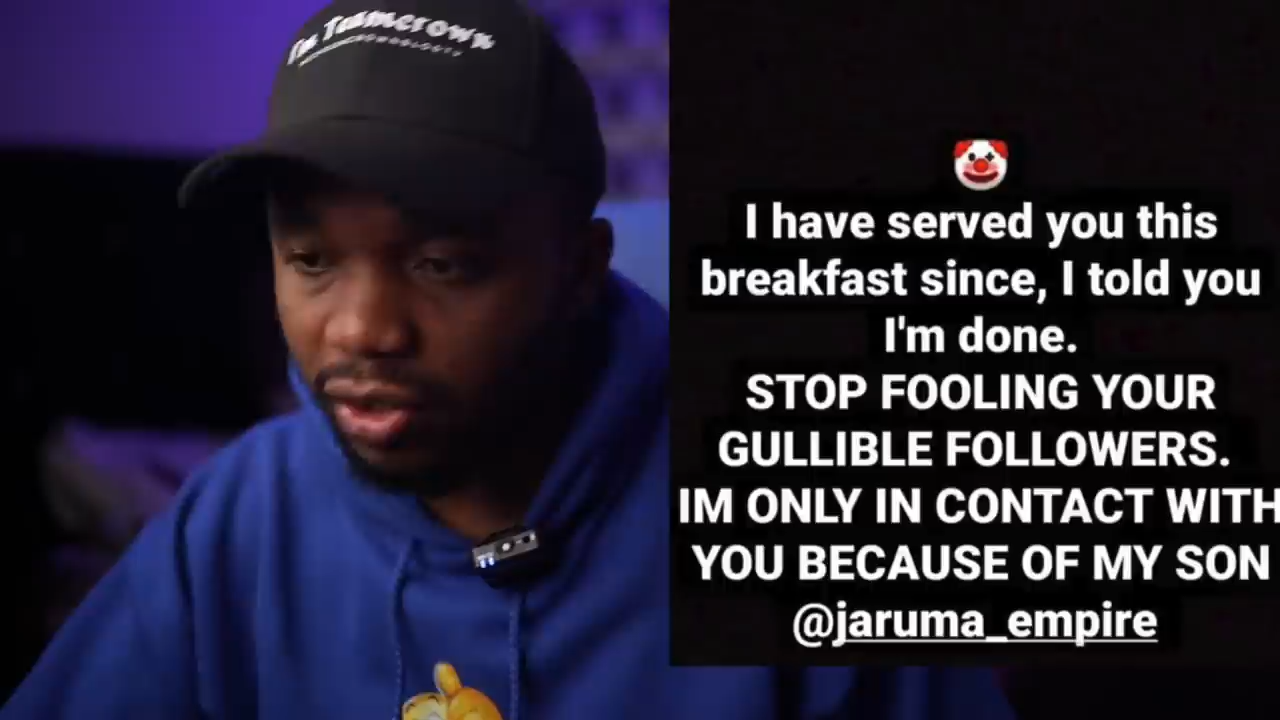 I'm Teamcrown
I have served you this
breakfast since, I told you
I'm done.
STOP FOOLING YOUR
GULLIBLE FOLLOWERS.
IM ONLY IN CONTACT WITH
YOU BECAUSE OF MY SON
@jaruma_empire